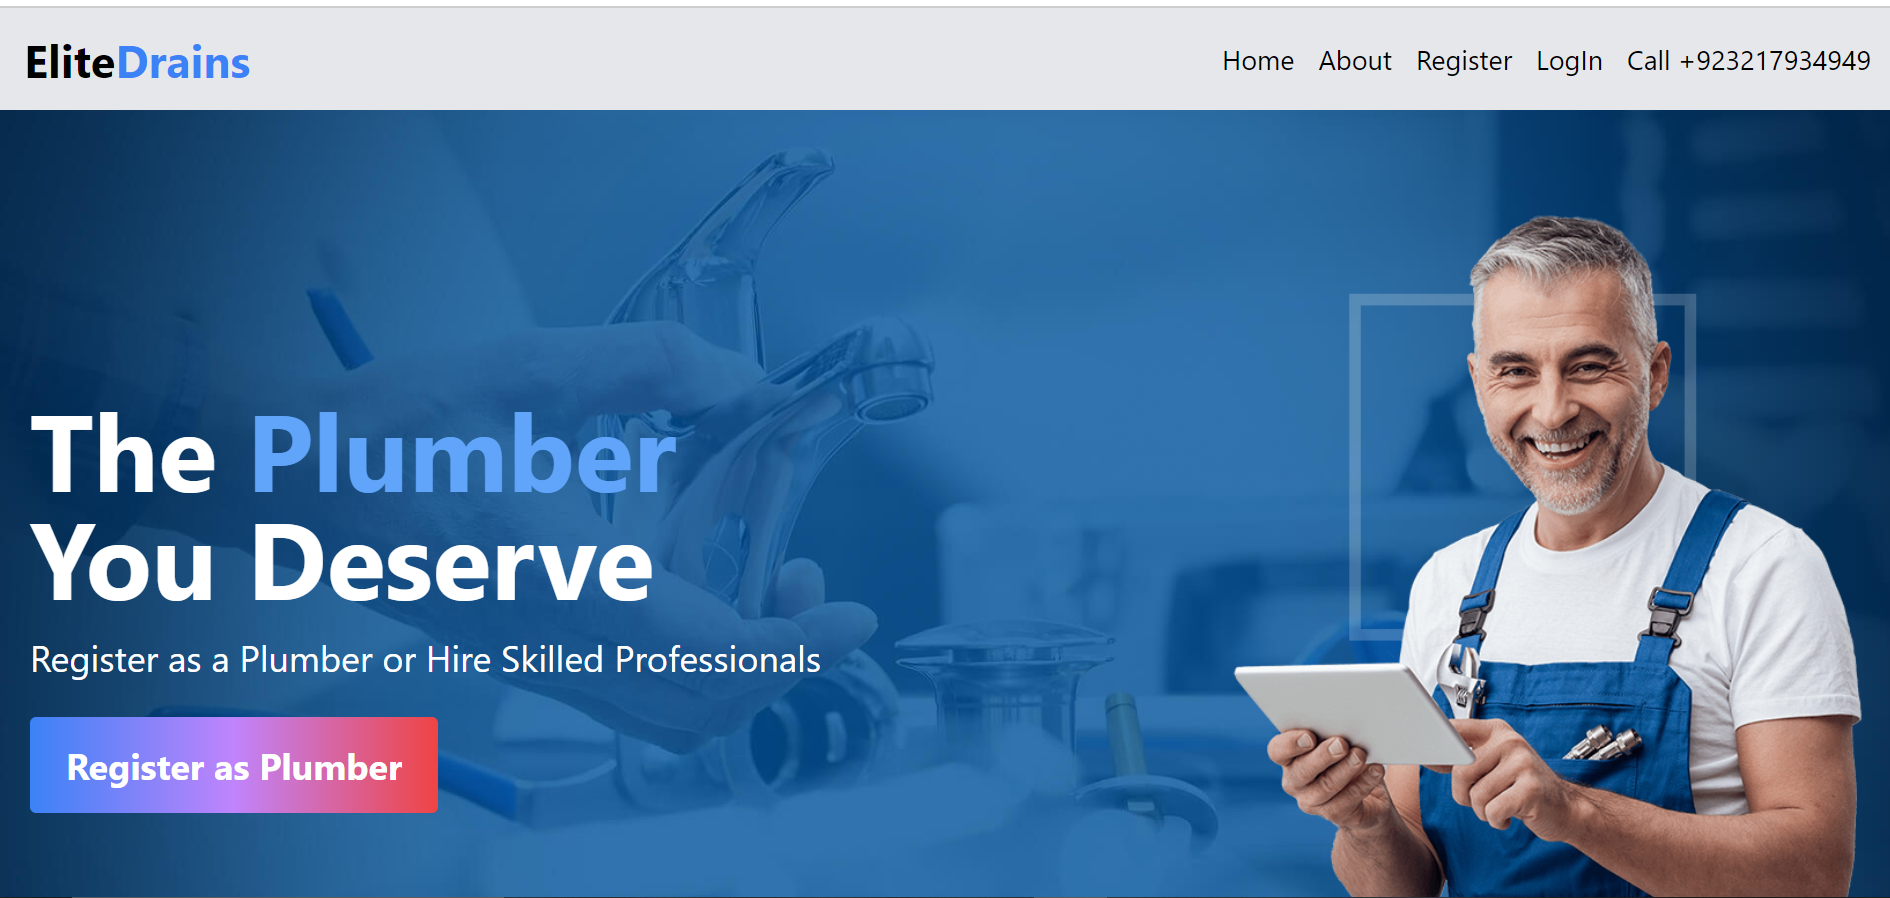 EliteDrains
Home About Register LogIn Call +923217934949
The Plumber
You Deserve
Register as a Plumber or Hire Skilled Professionals
Register as Plumber